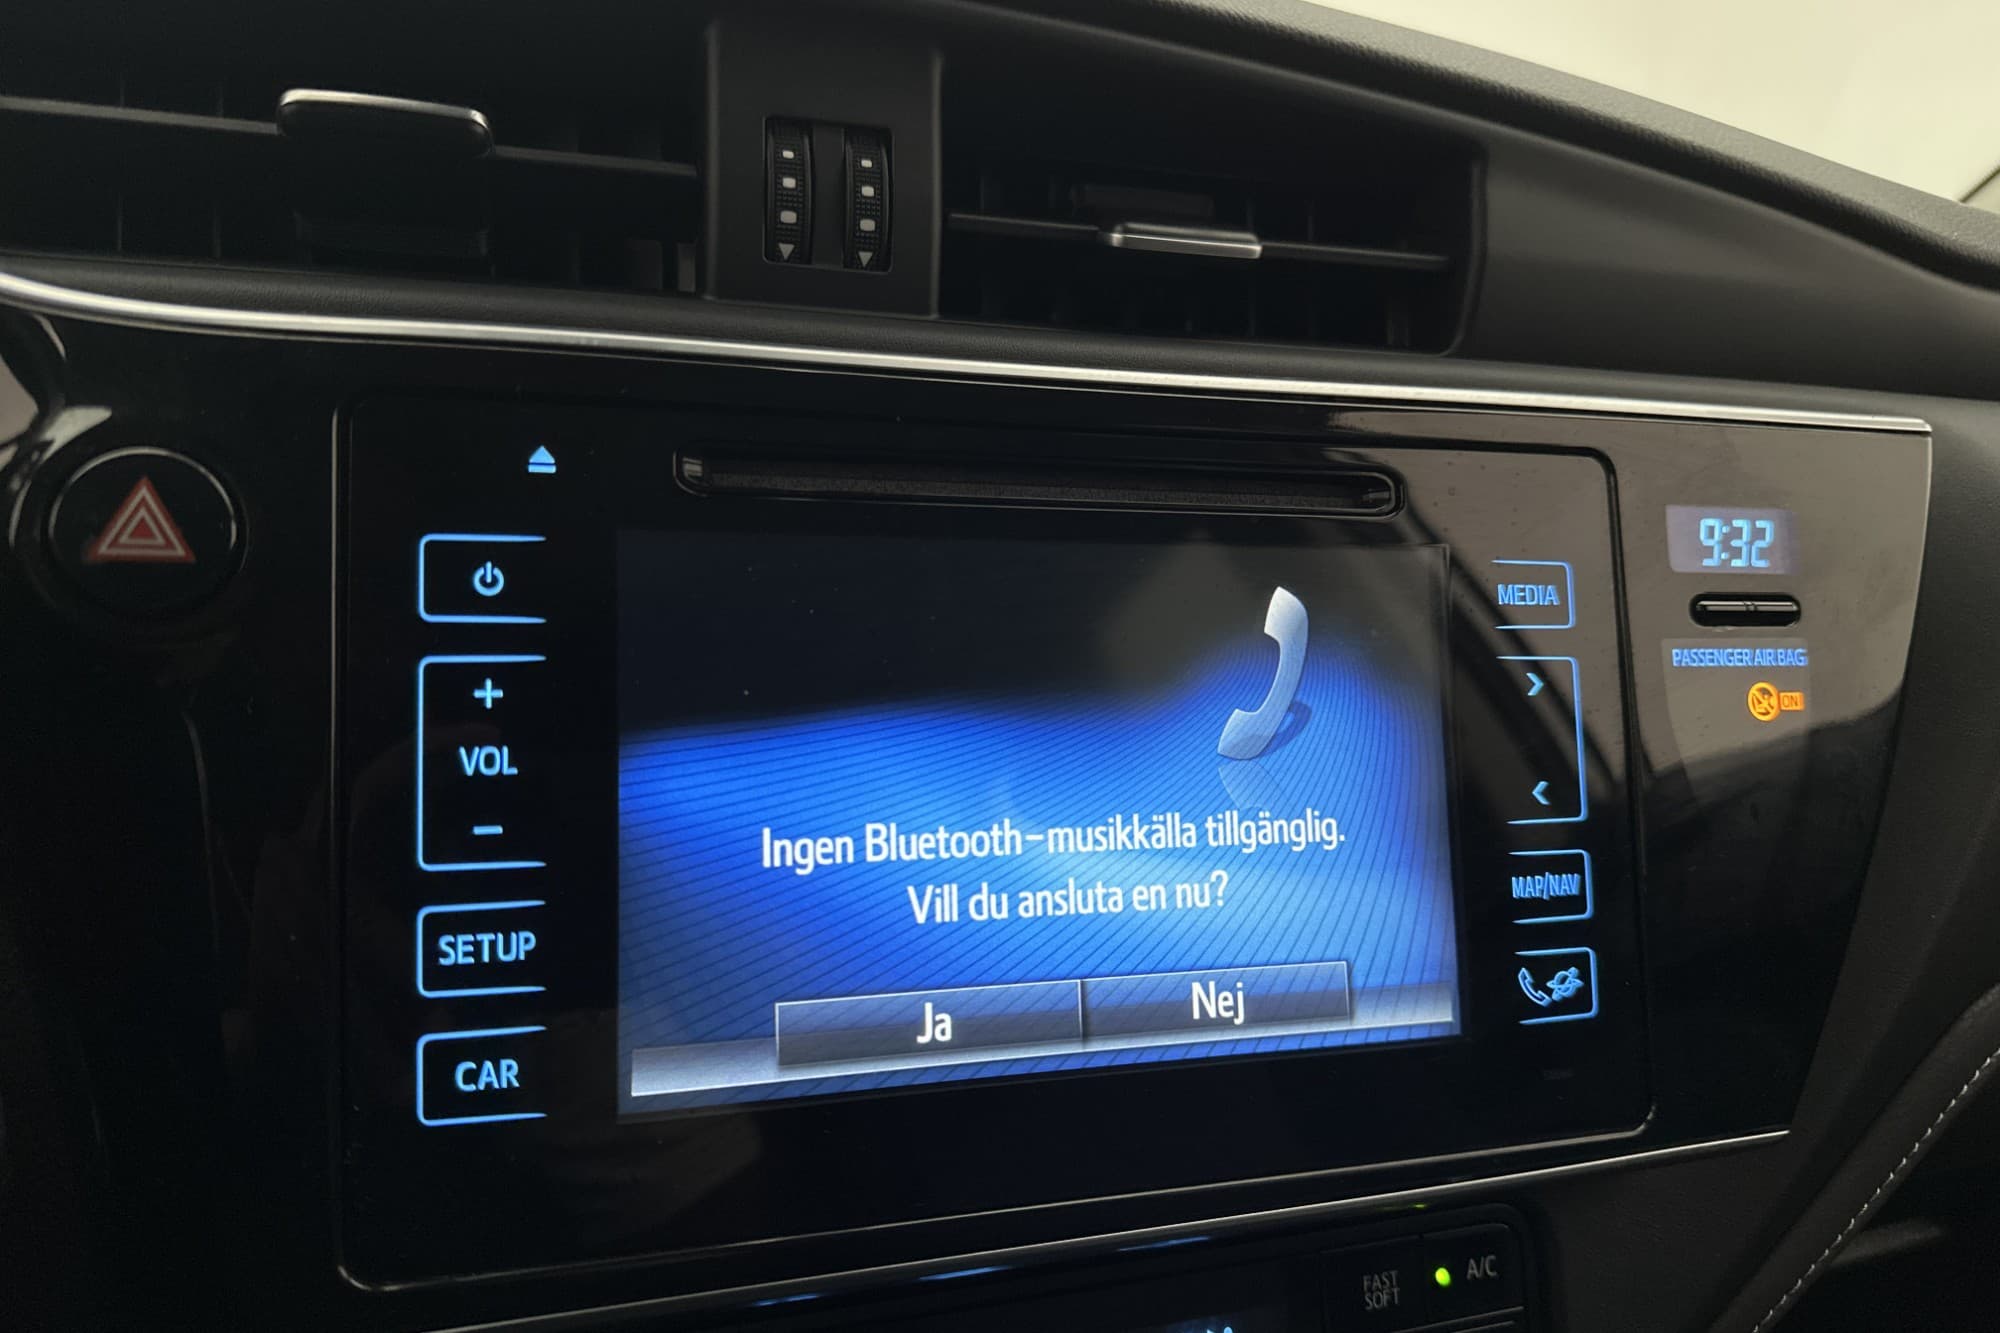 9:32
MEDIA
PASSENGER AIR BAG
ON
VOL
Ingen Bluetooth-musikkälla tillgänglig.
Vill du ansluta en nu?
MAP/NAV
SETUP
Ja
Nej
CAR
FAST
SOFT
A/C